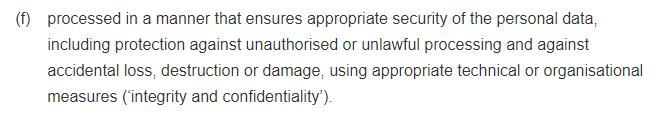 (f) processed in a manner that ensures appropriate security of the personal data,
including protection against unauthorised or unlawful processing and against
accidental loss, destruction or damage, using appropriate technical or organisational
measures (‘integrity and confidentiality’).